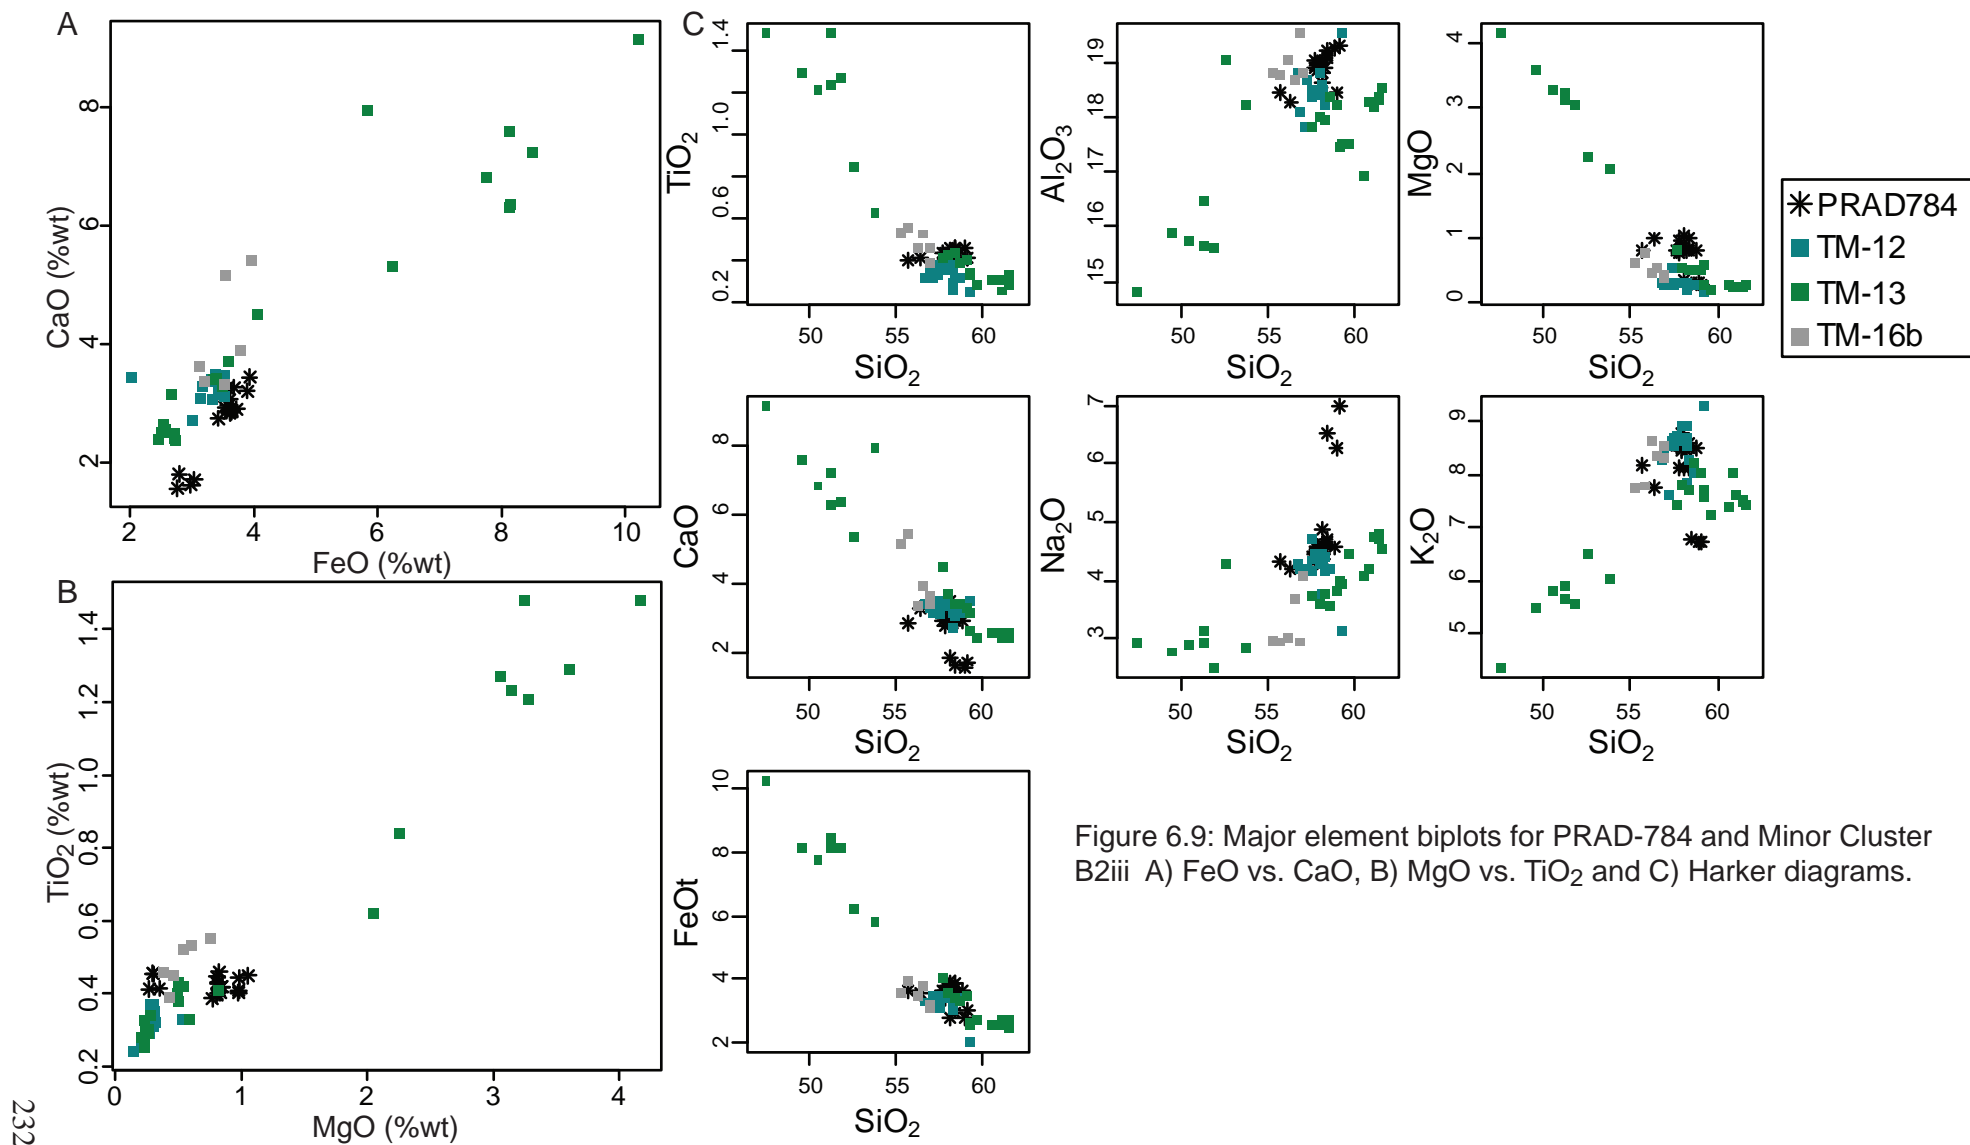 A
CaO (%wt)
8
6
4
2
2 4 6 8 10
FeO (%wt)
B
TiO2 (%wt)
1.4
1.2
1.0
0.8
0.6
0.4
0.2
0 1 2 3 4
MgO (%wt)
C
TiO2
1.4
1.0
0.6
0.2
50 55 60
SiO2
Al2O3
19
18
17
16
15
50 55 60
SiO2
MgO
4
3
2
1
0
50 55 60
SiO2
PRAD784
TM-12
TM-13
TM-16b
CaO
8
6
4
2
50 55 60
SiO2
Na2O
7
6
5
4
3
50 55 60
SiO2
K2O
9
8
7
6
5
50 55 60
SiO2
FeOt
10
8
6
4
2
50 55 60
SiO2
Figure 6.9: Major element biplots for PRAD-784 and Minor Cluster
B2iii A) FeO vs. CaO, B) MgO vs. TiO2 and C) Harker diagrams.
232